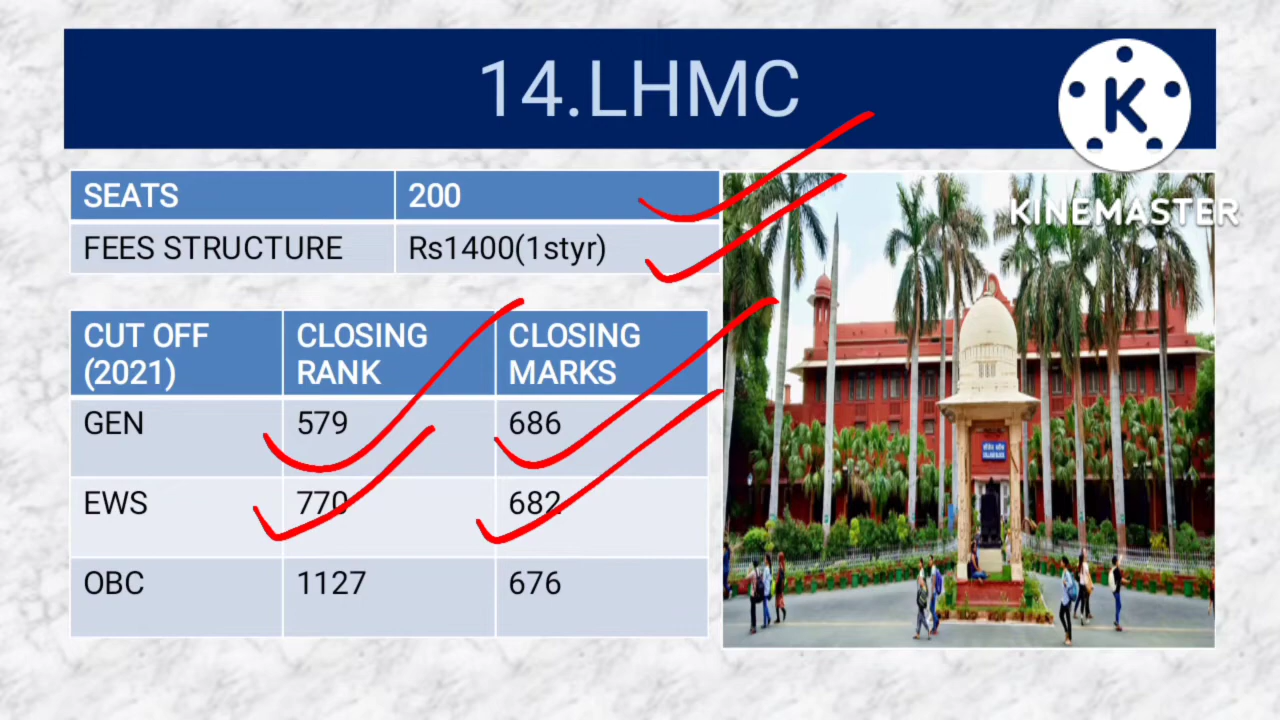 14.LHMC
K
KINEMASTER
SEATS 200
FEES STRUCTURE Rs1400(1styr)
CUT OFF (2021) CLOSING RANK CLOSING MARKS
GEN 579 686
EWS 770 682
OBC 1127 676